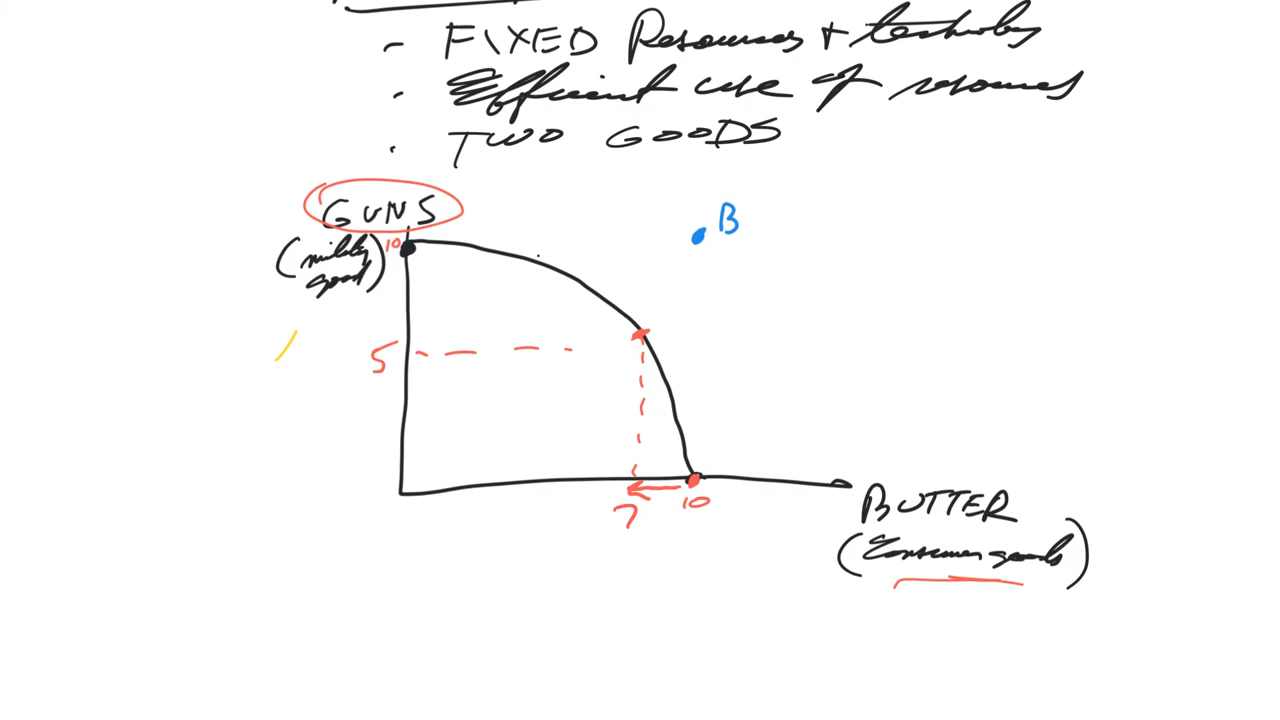 - FIXED Resources + technology
- Efficient use of resources
. TWO GOODS
GUNS
(military good)
10
B
5
7
10
BUTTER
(Consumer goods)